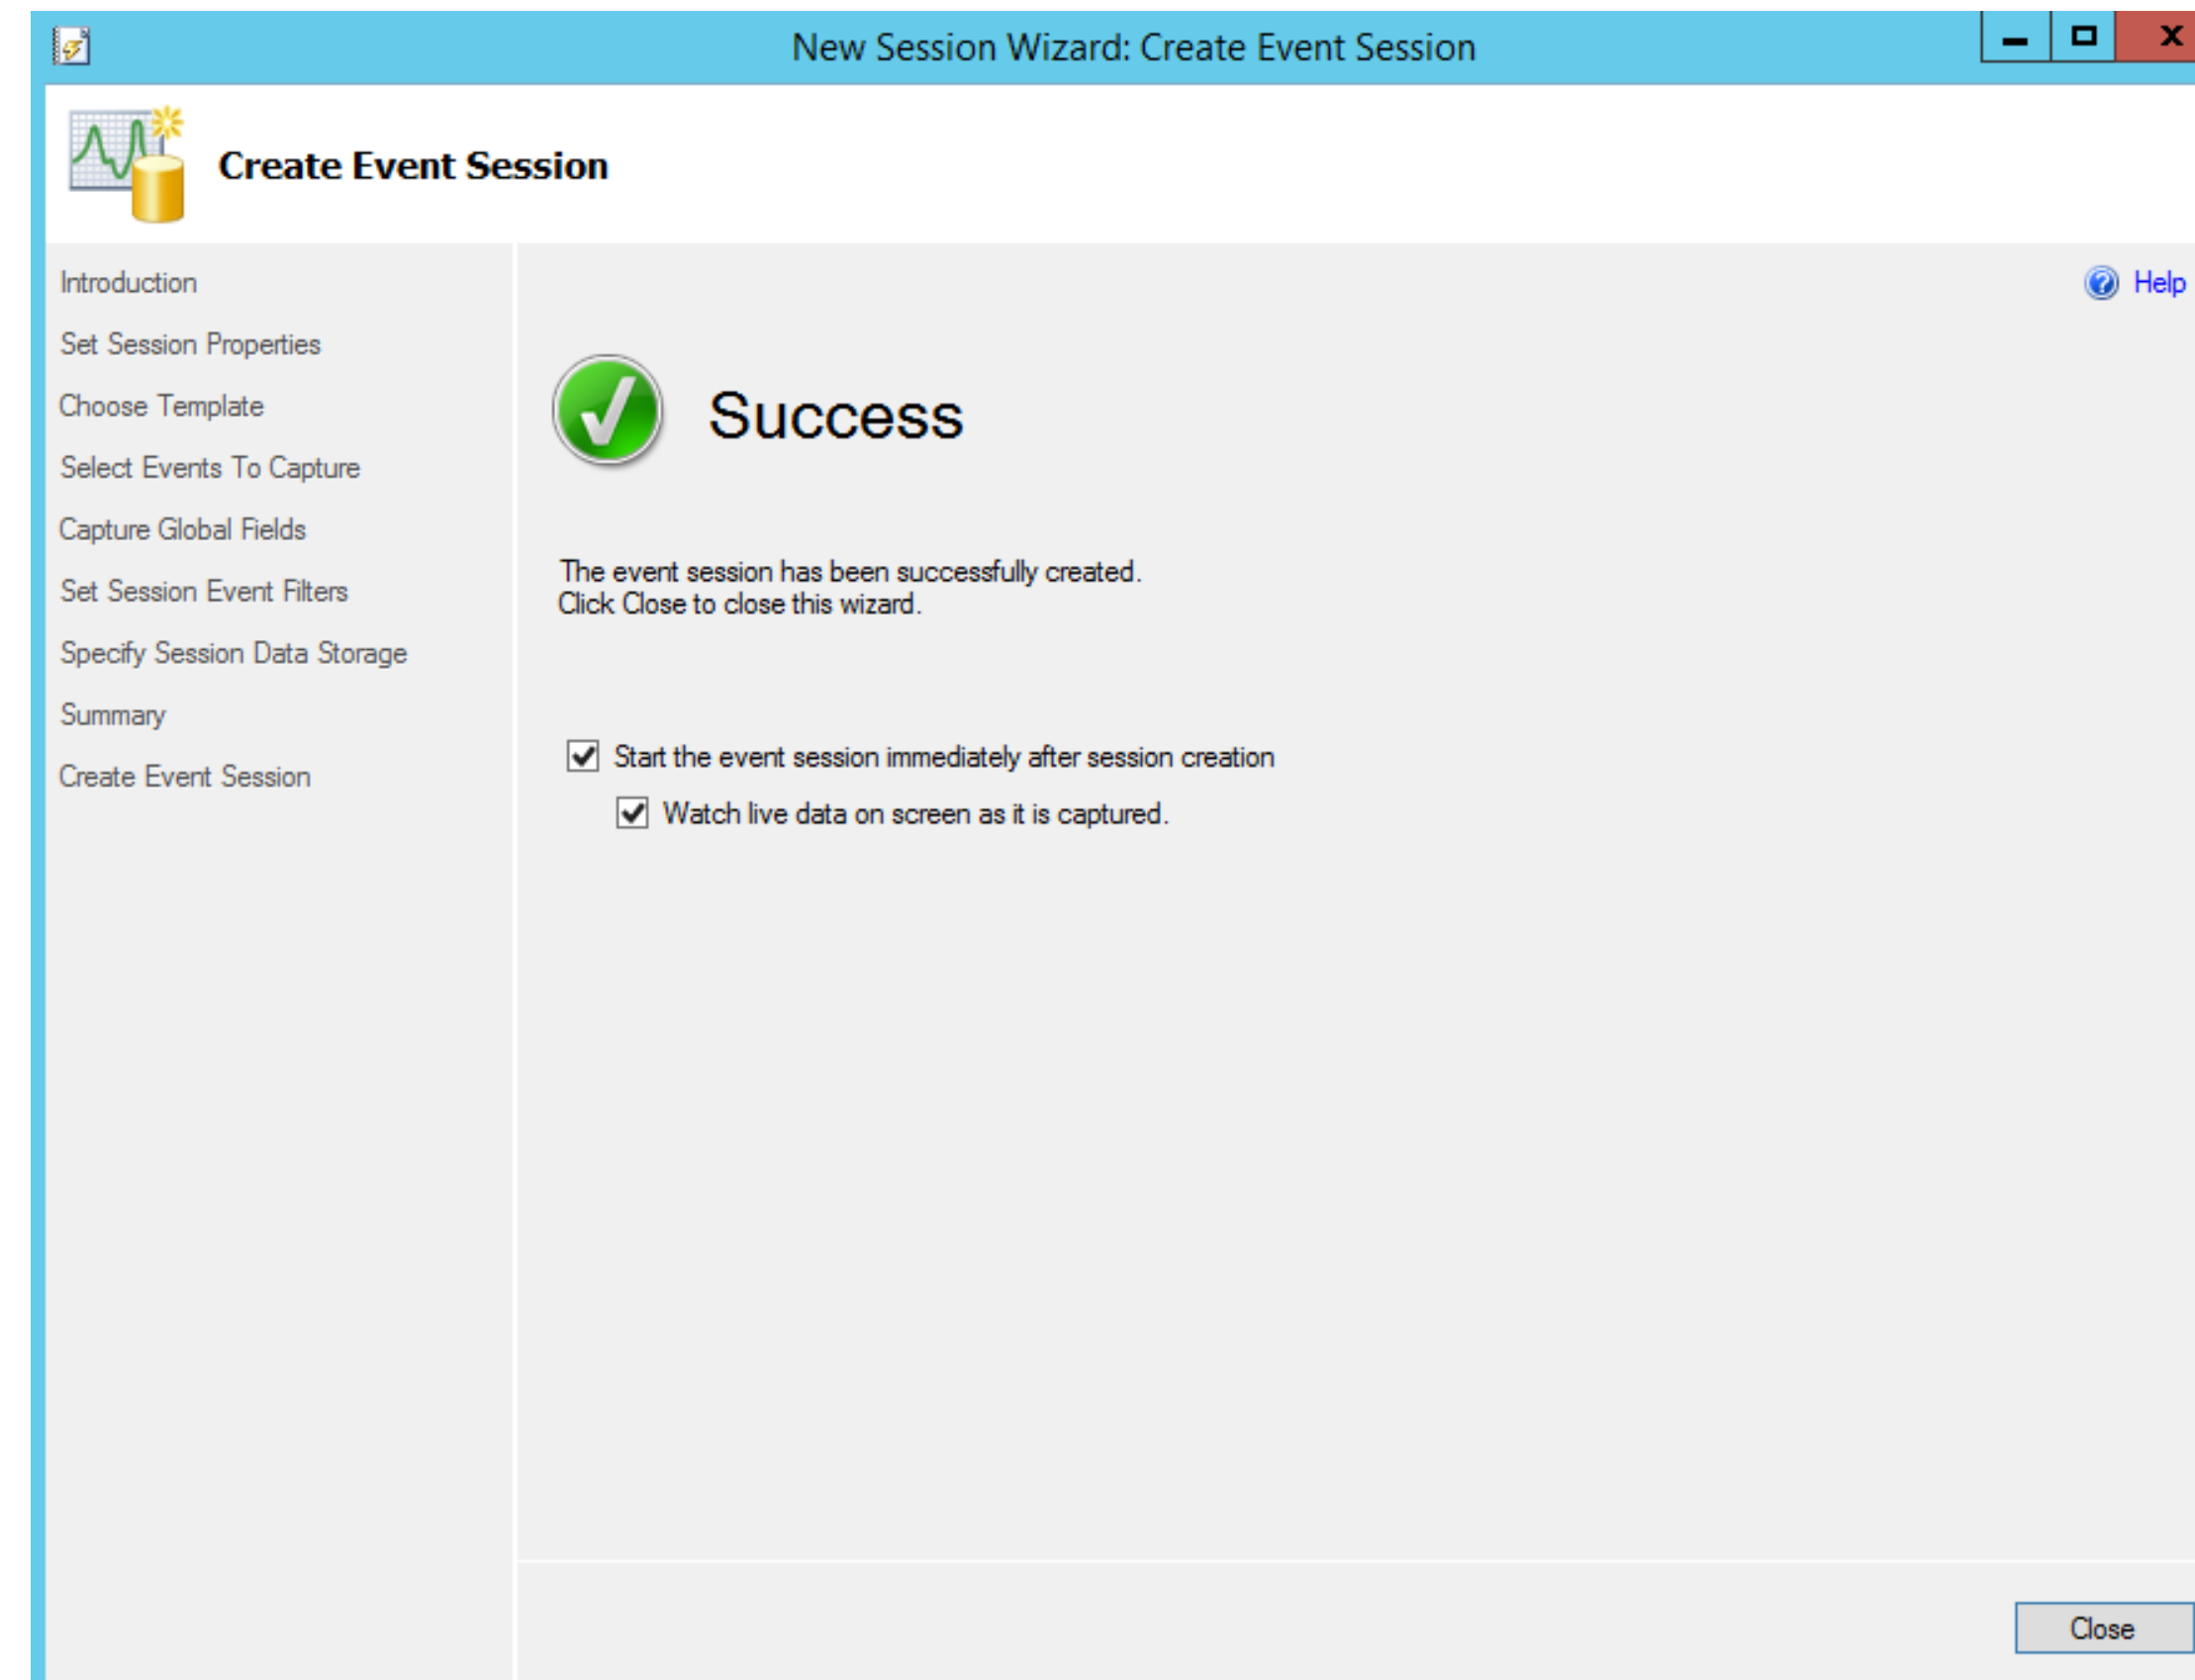 New Session Wizard: Create Event Session
Create Event Session
Introduction
Set Session Properties
Choose Template
Select Events To Capture
Capture Global Fields
Set Session Event Filters
Specify Session Data Storage
Summary
Create Event Session
Help
Success
The event session has been successfully created.
Click Close to close this wizard.
Start the event session immediately after session creation
Watch live data on screen as it is captured.
Close